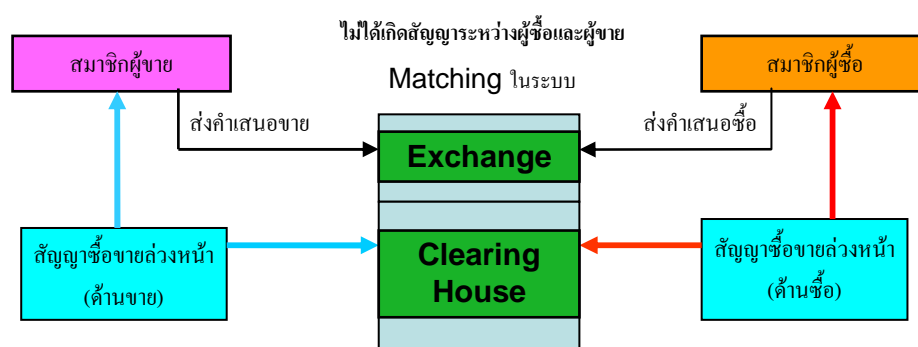 ไม่ได้เกิดสัญญาระหว่างผู้ซื้อและผู้ขาย
สมาชิกผู้ขาย
สมาชิกผู้ซื้อ
Matching ในระบบ
ส่งคำเสนอขาย
ส่งคำเสนอซื้อ
Exchange
สัญญาซื้อขายล่วงหน้า
(ด้านขาย)
Clearing
House
สัญญาซื้อขายล่วงหน้า
(ด้านซื้อ)